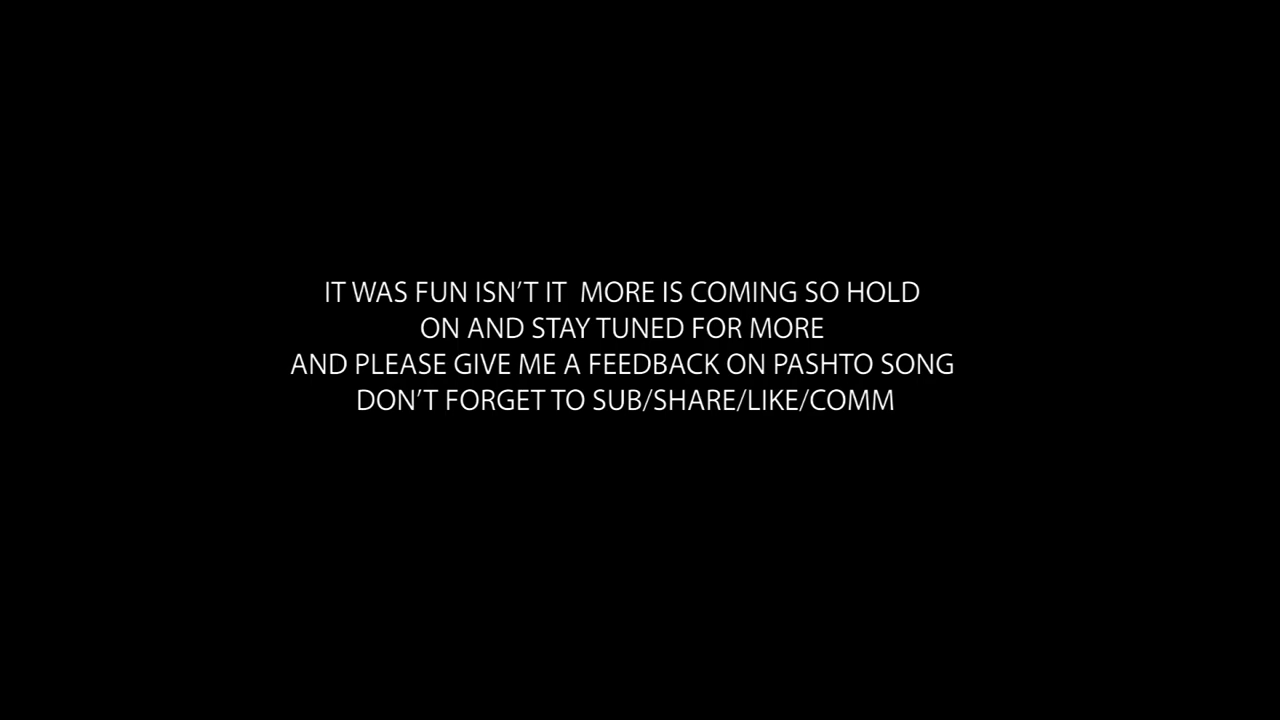 IT WAS FUN ISN’T IT  MORE IS COMING SO HOLD
ON AND STAY TUNED FOR MORE
AND PLEASE GIVE ME A FEEDBACK ON PASHTO SONG
DON’T FORGET TO SUB/SHARE/LIKE/COMM